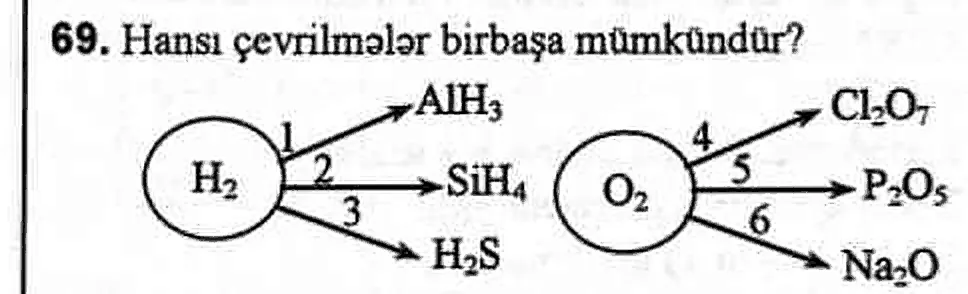 69. Hansı çevrilmələr birbaşa mümkündür?
AlH₃
Cl₂O₇
1
4
H₂
2
SiH₄
O₂
5
P₂O₅
3
6
H₂S
Na₂O